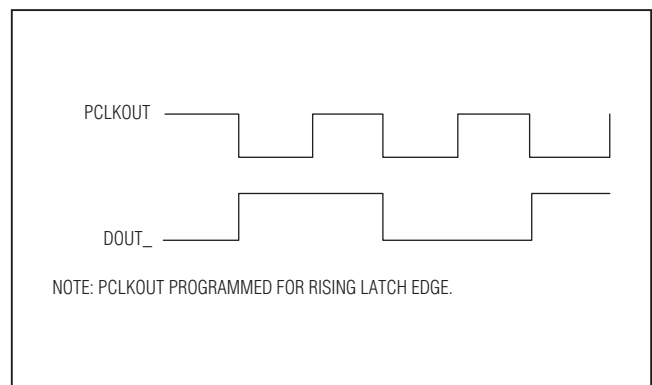 PCLKOUT
DOUT_
NOTE: PCLKOUT PROGRAMMED FOR RISING LATCH EDGE.